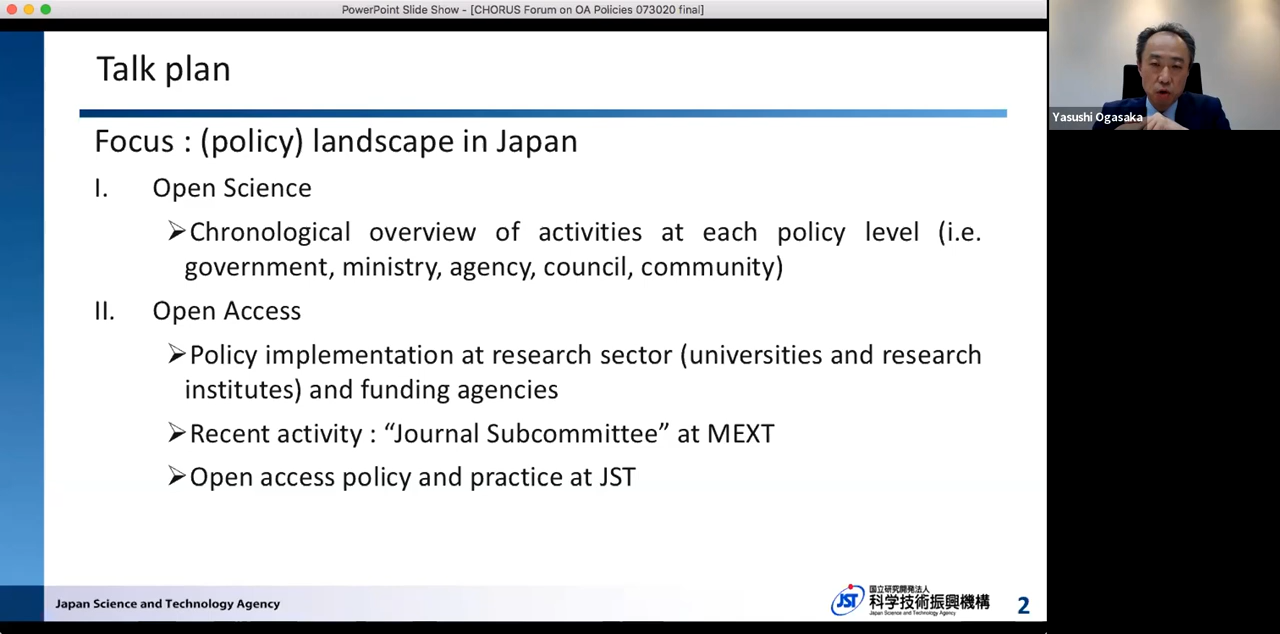 PowerPoint Slide Show - [CHORUS Forum on OA Policies 073020 final]
Talk plan
Focus : (policy) landscape in Japan
I. Open Science
➢Chronological overview of activities at each policy level (i.e.
government, ministry, agency, council, community)
II. Open Access
➢Policy implementation at research sector (universities and research
institutes) and funding agencies
➢Recent activity : “Journal Subcommittee” at MEXT
➢Open access policy and practice at JST
Japan Science and Technology Agency
JST
国立研究開発法人
科学技術振興機構
Japan Science and Technology Agency
2
Yasushi Ogasaka